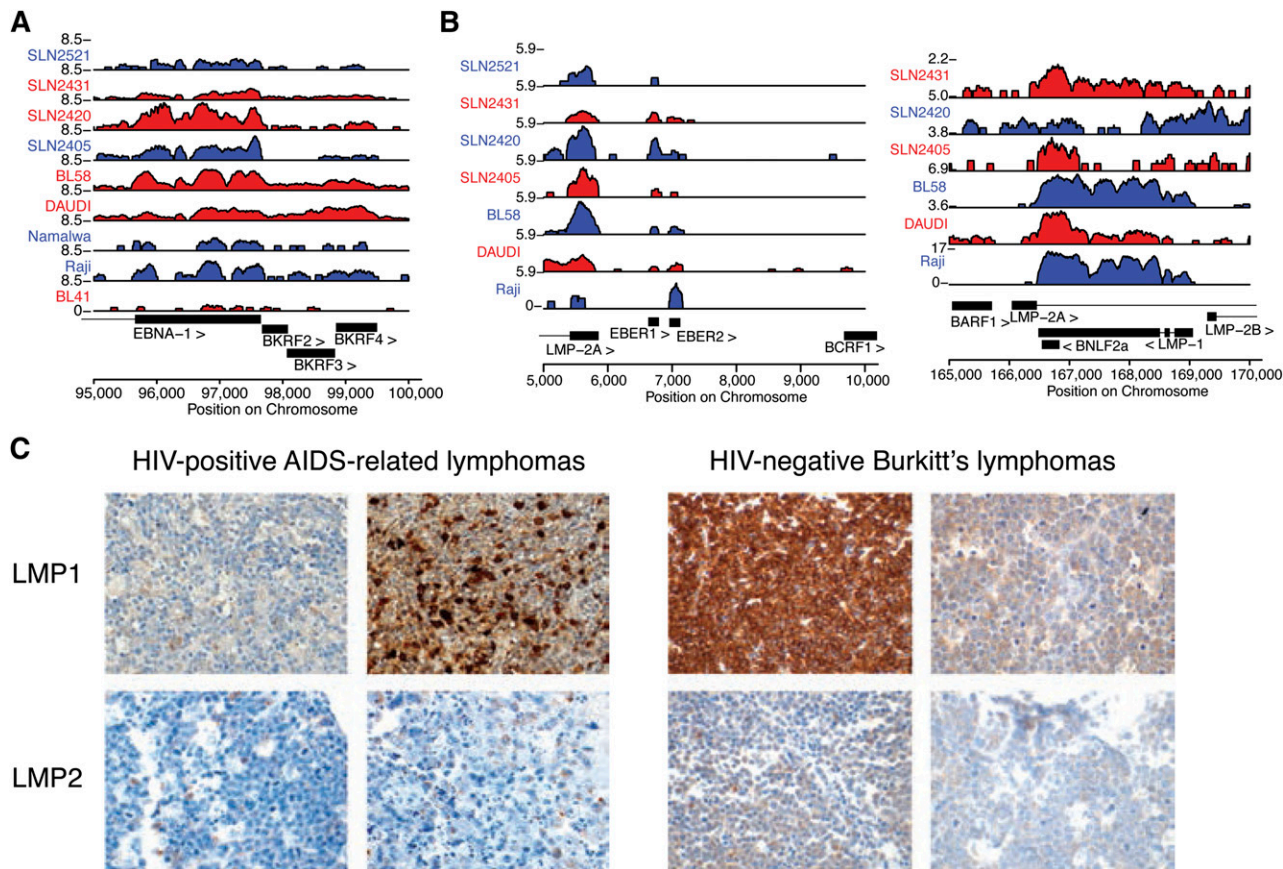 A
8.5–
SLN2521
8.5–
SLN2431
8.5–
SLN2420
8.5–
SLN2405
8.5–
BL58
8.5–
DAUDI
8.5–
Namalwa
8.5–
Raji
8.5–
BL41
0–
EBNA–1 >
BKRF2 >
BKRF4 >
BKRF3 >
95,000 96,000 97,000 98,000 99,000 100,000
Position on Chromosome
B
5.9–
SLN2521
5.9–
SLN2431
5.9–
SLN2420
5.9–
SLN2405
5.9–
BL58
5.9–
DAUDI
5.9–
Raji
0–
EBER1 >
EBER2 >
LMP–2A >
BCRF1 >
5,000 6,000 7,000 8,000 9,000 10,000
Position on Chromosome
2.2–
SLN2431
5.0–
SLN2420
3.8–
SLN2405
6.9–
BL58
3.6–
DAUDI
17–
Raji
0–
BARF1 >
LMP–2A >
LMP–2B >
< BNLF2a
< LMP–1
165,000 166,000 167,000 168,000 169,000 170,000
Position on Chromosome
C
HIV-positive AIDS-related lymphomas
HIV-negative Burkitt's lymphomas
LMP1
LMP2